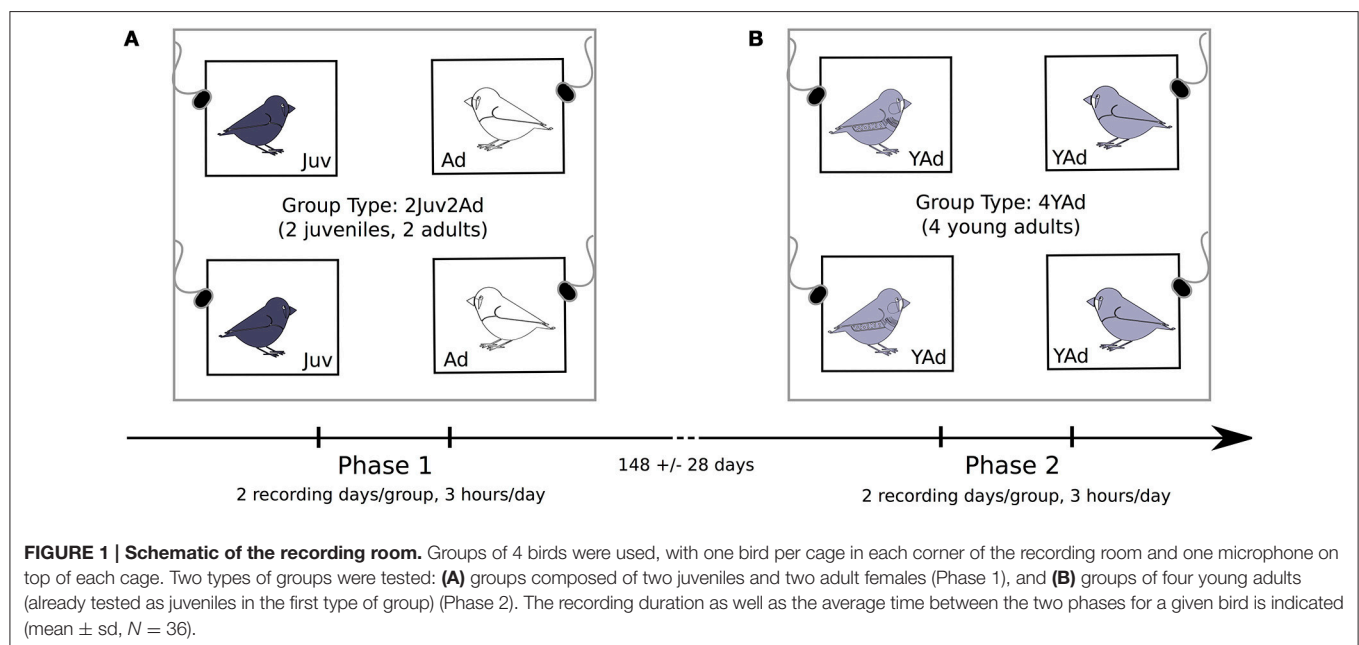 A
B
Juv
Ad
YAd
YAd
Group Type: 2Juv2Ad
(2 juveniles, 2 adults)
Group Type: 4YAd
(4 young adults)
Juv
Ad
YAd
YAd
Phase 1
148 +/- 28 days
Phase 2
2 recording days/group, 3 hours/day
2 recording days/group, 3 hours/day
FIGURE 1 | Schematic of the recording room. Groups of 4 birds were used, with one bird per cage in each corner of the recording room and one microphone on
top of each cage. Two types of groups were tested: (A) groups composed of two juveniles and two adult females (Phase 1), and (B) groups of four young adults
(already tested as juveniles in the first type of group) (Phase 2). The recording duration as well as the average time between the two phases for a given bird is indicated
(mean ± sd, N = 36).